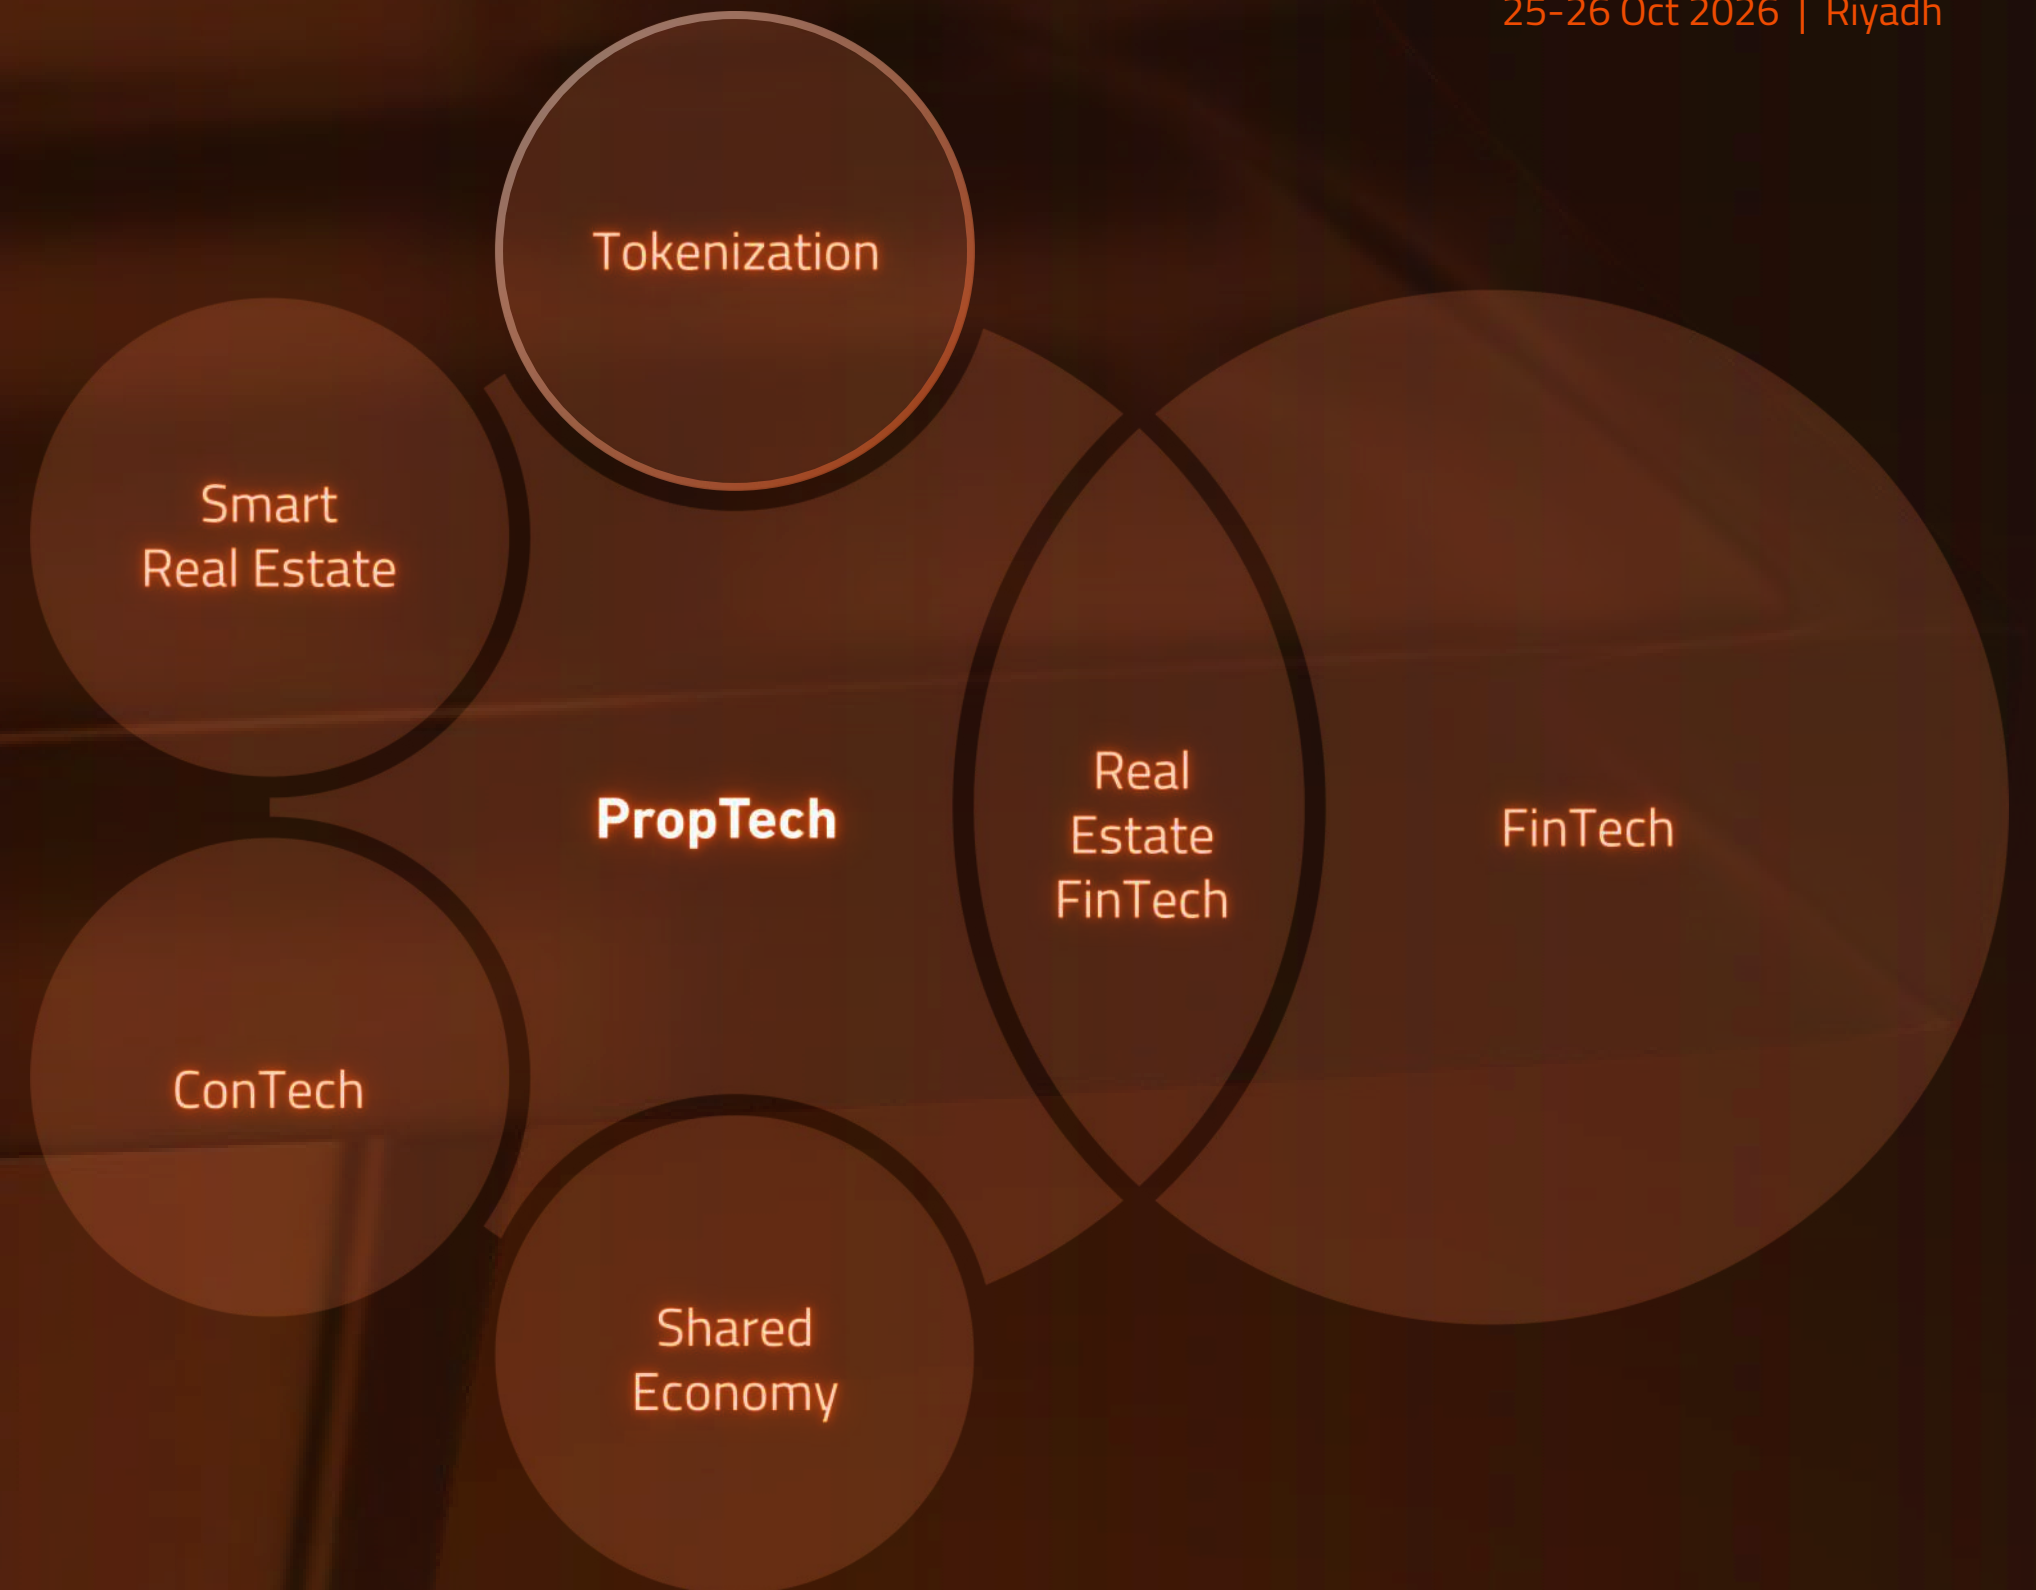 25-26 Oct 2026 | Riyadh
Tokenization
Smart
Real Estate
PropTech
Real
Estate
FinTech
FinTech
ConTech
Shared
Economy